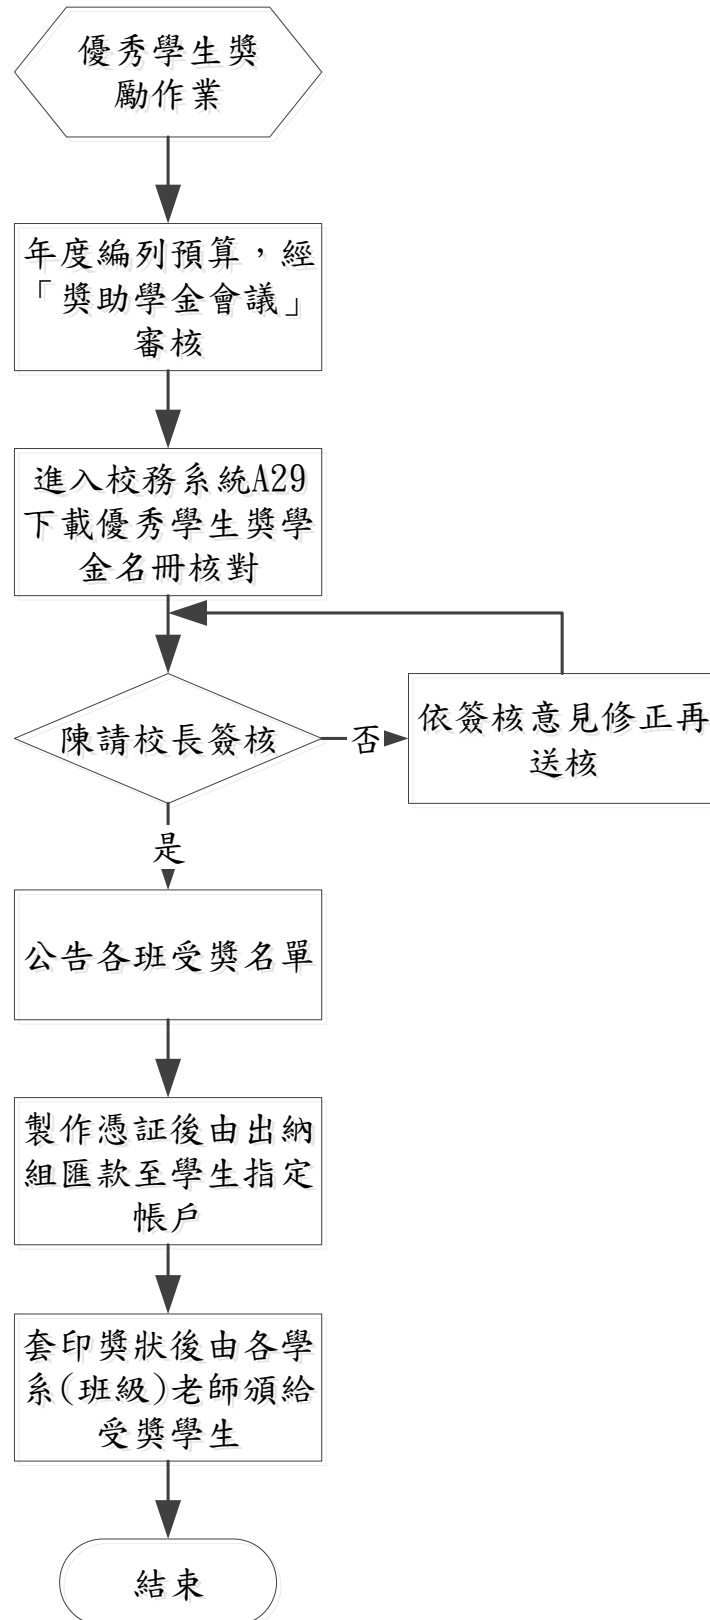 優秀學生獎
勵作業
年度編列預算，經
「獎助學金會議」
審核
進入校務系統A29
下載優秀學生獎學
金名冊核對
陳請校長簽核
否
依簽核意見修正再
送核
是
公告各班受獎名單
製作憑証後由出納
組匯款至學生指定
帳戶
套印獎狀後由各學
系(班級)老師頒給
受獎學生
結束